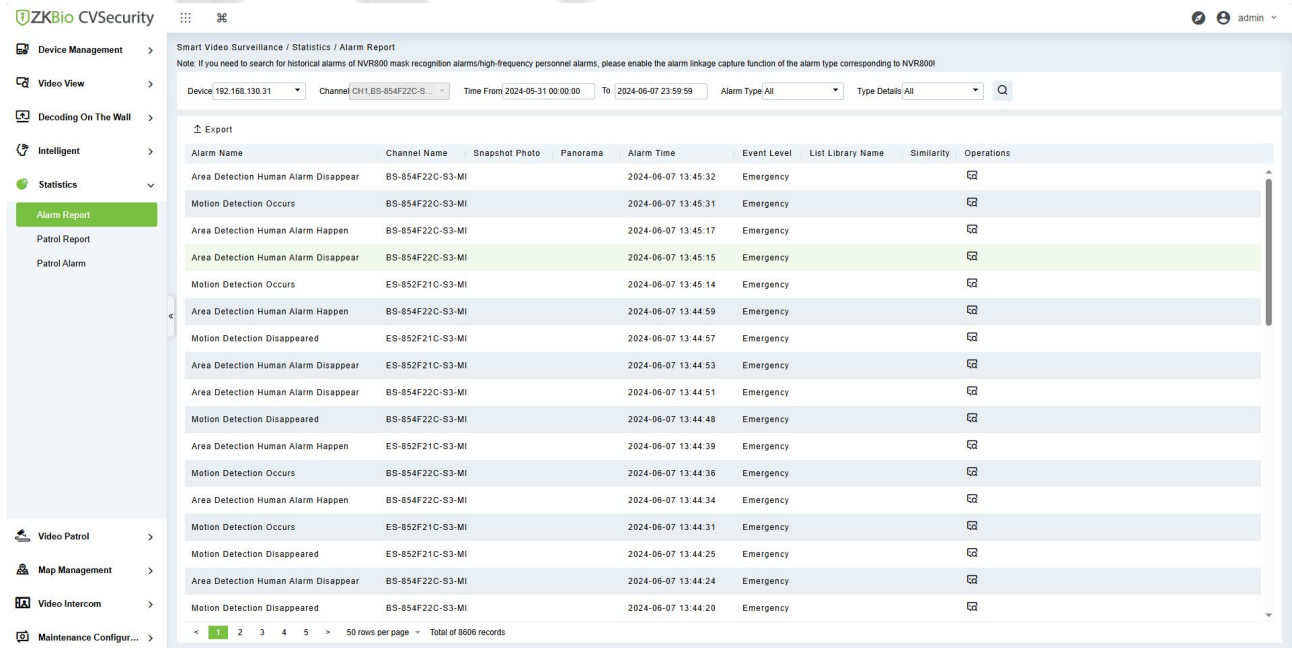 ZKBio CVSecurity
admin
Device Management
Video View
Decoding On The Wall
Intelligent
Statistics
Alarm Report
Patrol Report
Patrol Alarm
Video Patrol
Map Management
Video Intercom
Maintenance Configur...
Smart Video Surveillance / Statistics / Alarm Report
Note: If you need to search for historical alarms of NVR800 mask recognition alarms/high-frequency personnel alarms, please enable the alarm linkage capture function of the alarm type corresponding to NVR800!
Device 192.168.130.31 Channel CH1,BS-854F22C-S... Time From 2024-05-31 00:00:00 To 2024-06-07 23:59:59 Alarm Type All Type Details All
Export
Alarm Name Channel Name Snapshot Photo Panorama Alarm Time Event Level List Library Name Similarity Operations
Area Detection Human Alarm Disappear BS-854F22C-S3-MI 2024-06-07 13:45:32 Emergency
Motion Detection Occurs BS-854F22C-S3-MI 2024-06-07 13:45:31 Emergency
Area Detection Human Alarm Happen BS-854F22C-S3-MI 2024-06-07 13:45:17 Emergency
Area Detection Human Alarm Disappear BS-854F22C-S3-MI 2024-06-07 13:45:15 Emergency
Motion Detection Occurs ES-852F21C-S3-MI 2024-06-07 13:45:14 Emergency
Area Detection Human Alarm Happen BS-854F22C-S3-MI 2024-06-07 13:44:59 Emergency
Motion Detection Disappeared ES-852F21C-S3-MI 2024-06-07 13:44:57 Emergency
Area Detection Human Alarm Disappear ES-852F21C-S3-MI 2024-06-07 13:44:53 Emergency
Area Detection Human Alarm Disappear BS-854F22C-S3-MI 2024-06-07 13:44:51 Emergency
Motion Detection Disappeared BS-854F22C-S3-MI 2024-06-07 13:44:48 Emergency
Area Detection Human Alarm Happen ES-852F21C-S3-MI 2024-06-07 13:44:39 Emergency
Motion Detection Occurs BS-854F22C-S3-MI 2024-06-07 13:44:36 Emergency
Area Detection Human Alarm Happen BS-854F22C-S3-MI 2024-06-07 13:44:34 Emergency
Motion Detection Occurs ES-852F21C-S3-MI 2024-06-07 13:44:31 Emergency
Motion Detection Disappeared ES-852F21C-S3-MI 2024-06-07 13:44:25 Emergency
Area Detection Human Alarm Disappear BS-854F22C-S3-MI 2024-06-07 13:44:24 Emergency
Motion Detection Disappeared BS-854F22C-S3-MI 2024-06-07 13:44:20 Emergency
< 1 2 3 4 5 > 50 rows per page Total of 8606 records